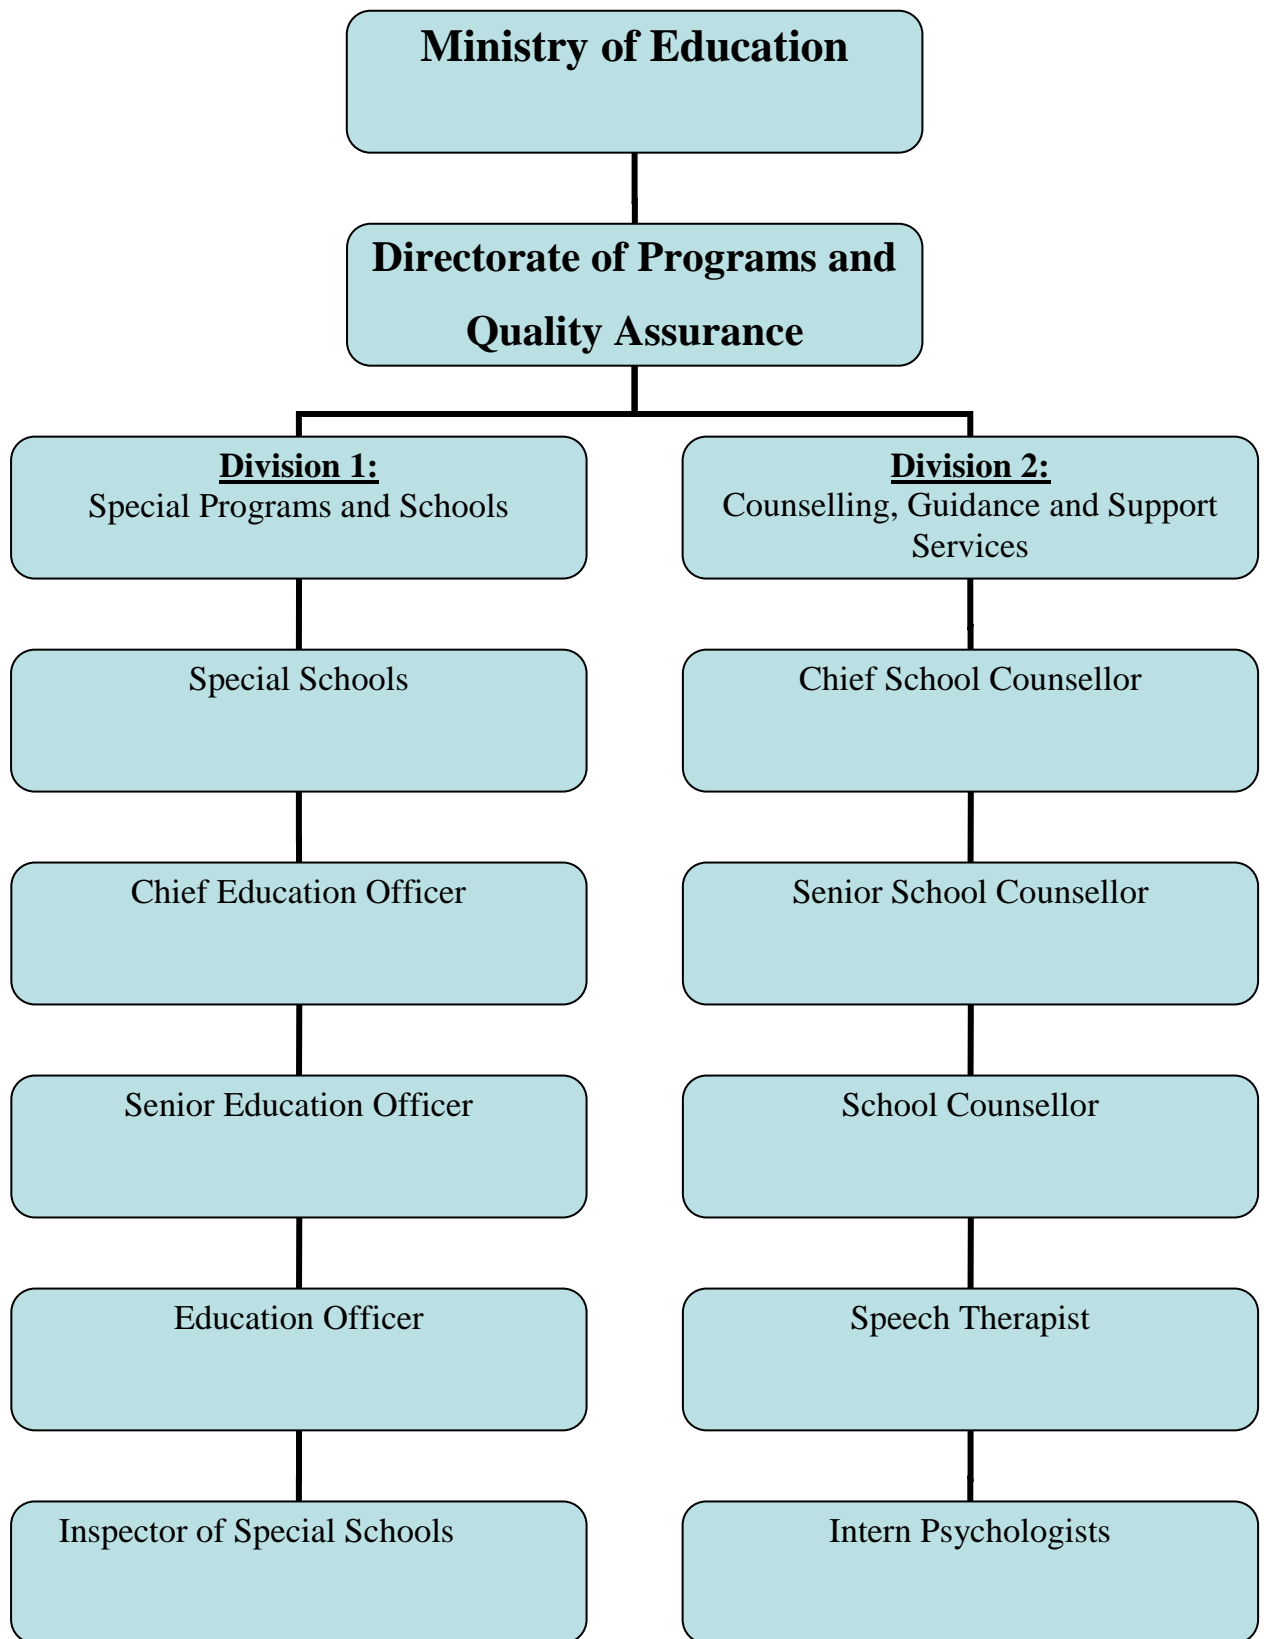 Ministry of Education
Directorate of Programs and
Quality Assurance
Division 1:
Special Programs and Schools
Division 2:
Counselling, Guidance and Support
Services
Special Schools
Chief School Counsellor
Chief Education Officer
Senior School Counsellor
Senior Education Officer
School Counsellor
Education Officer
Speech Therapist
Inspector of Special Schools
Intern Psychologists